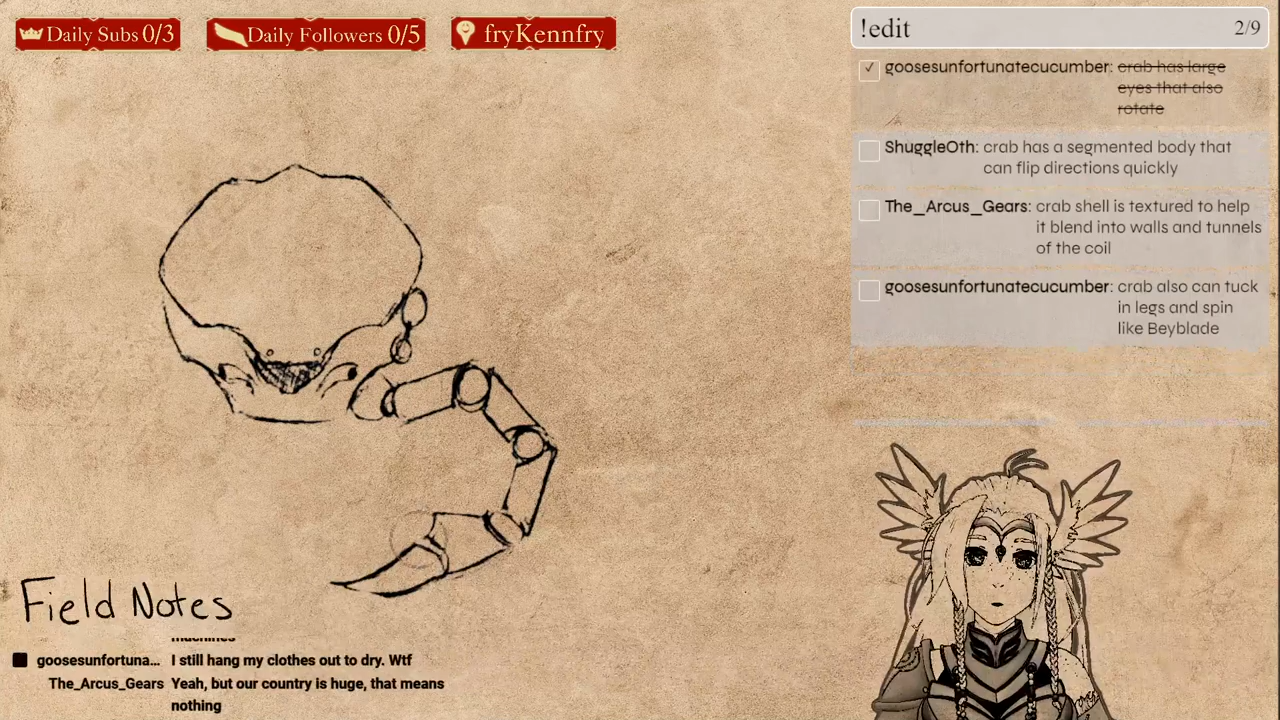 Daily Subs 0/3
Daily Followers 0/5
fryKennfry
!edit
2/9
✓ goosesunfortunatecucumber: crab has large
eyes that also
rotate
ShuggleOth: crab has a segmented body that
can flip directions quickly
The_Arcus_Gears: crab shell is textured to help
it blend into walls and tunnels
of the coil
goosesunfortunatecucumber: crab also can tuck
in legs and spin
like Beyblade
Field Notes
machines
goosesunfortuna... I still hang my clothes out to dry. Wtf
The_Arcus_Gears Yeah, but our country is huge, that means
nothing